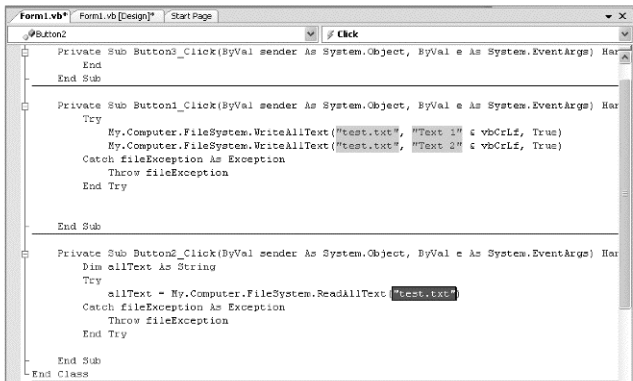 Form1.vb* Form1.vb [Design]* Start Page
Button2 Click
Private Sub Button3_Click(ByVal sender As System.Object, ByVal e As System.EventArgs) Han
End
End Sub
Private Sub Button1_Click(ByVal sender As System.Object, ByVal e As System.EventArgs) Han
Try
My.Computer.FileSystem.WriteAllText("test.txt", "Text 1" & vbCrLf, True)
My.Computer.FileSystem.WriteAllText("test.txt", "Text 2" & vbCrLf, True)
Catch fileException As Exception
Throw fileException
End Try
End Sub
Private Sub Button2_Click(ByVal sender As System.Object, ByVal e As System.EventArgs) Han
Dim allText As String
Try
allText = My.Computer.FileSystem.ReadAllText("test.txt")
Catch fileException As Exception
Throw fileException
End Try
End Sub
End Class